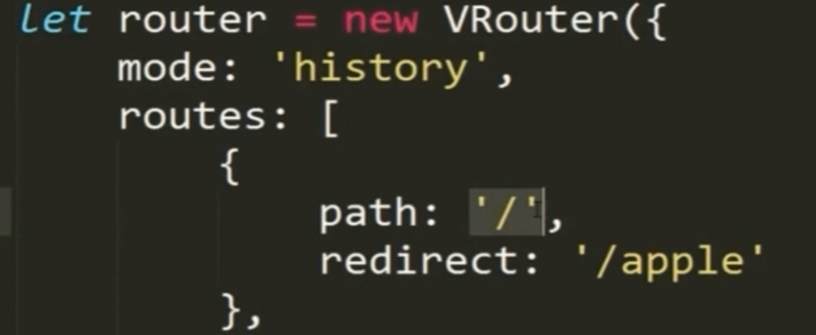 let router = new VRouter({
mode: 'history',
routes: [
{
path: '/',
redirect: '/apple'
},